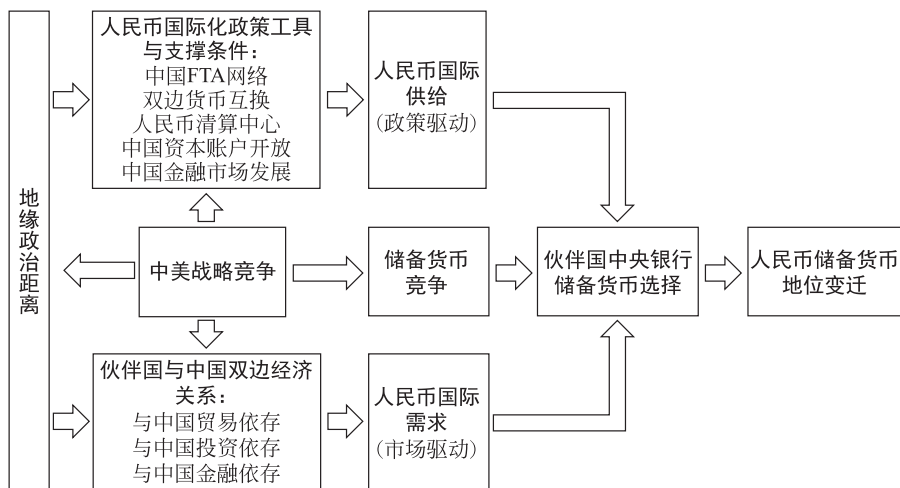 地缘政治距离
人民币国际化政策工具
与支撑条件：
中国FTA网络
双边货币互换
人民币清算中心
中国资本账户开放
中国金融市场发展
人民币国际
供给
(政策驱动)
中美战略竞争
储备货币
竞争
伙伴国中央银行
储备货币选择
人民币储备货币
地位变迁
伙伴国与中国双边经济
关系：
与中国贸易依存
与中国投资依存
与中国金融依存
人民币国际
需求
(市场驱动)